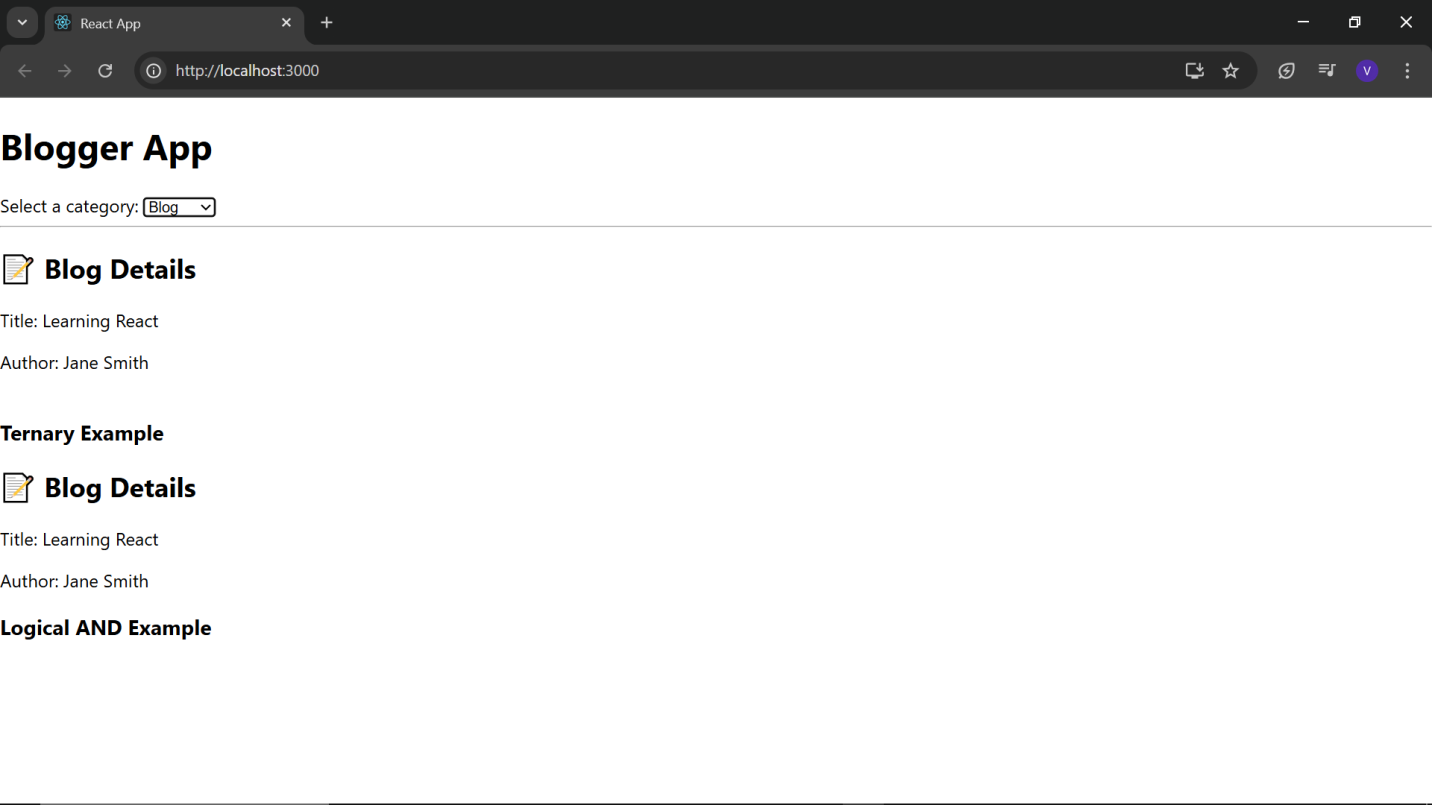 React App
http://localhost:3000
V
Blogger App
Select a category: Blog
📝 Blog Details
Title: Learning React
Author: Jane Smith
Ternary Example
📝 Blog Details
Title: Learning React
Author: Jane Smith
Logical AND Example